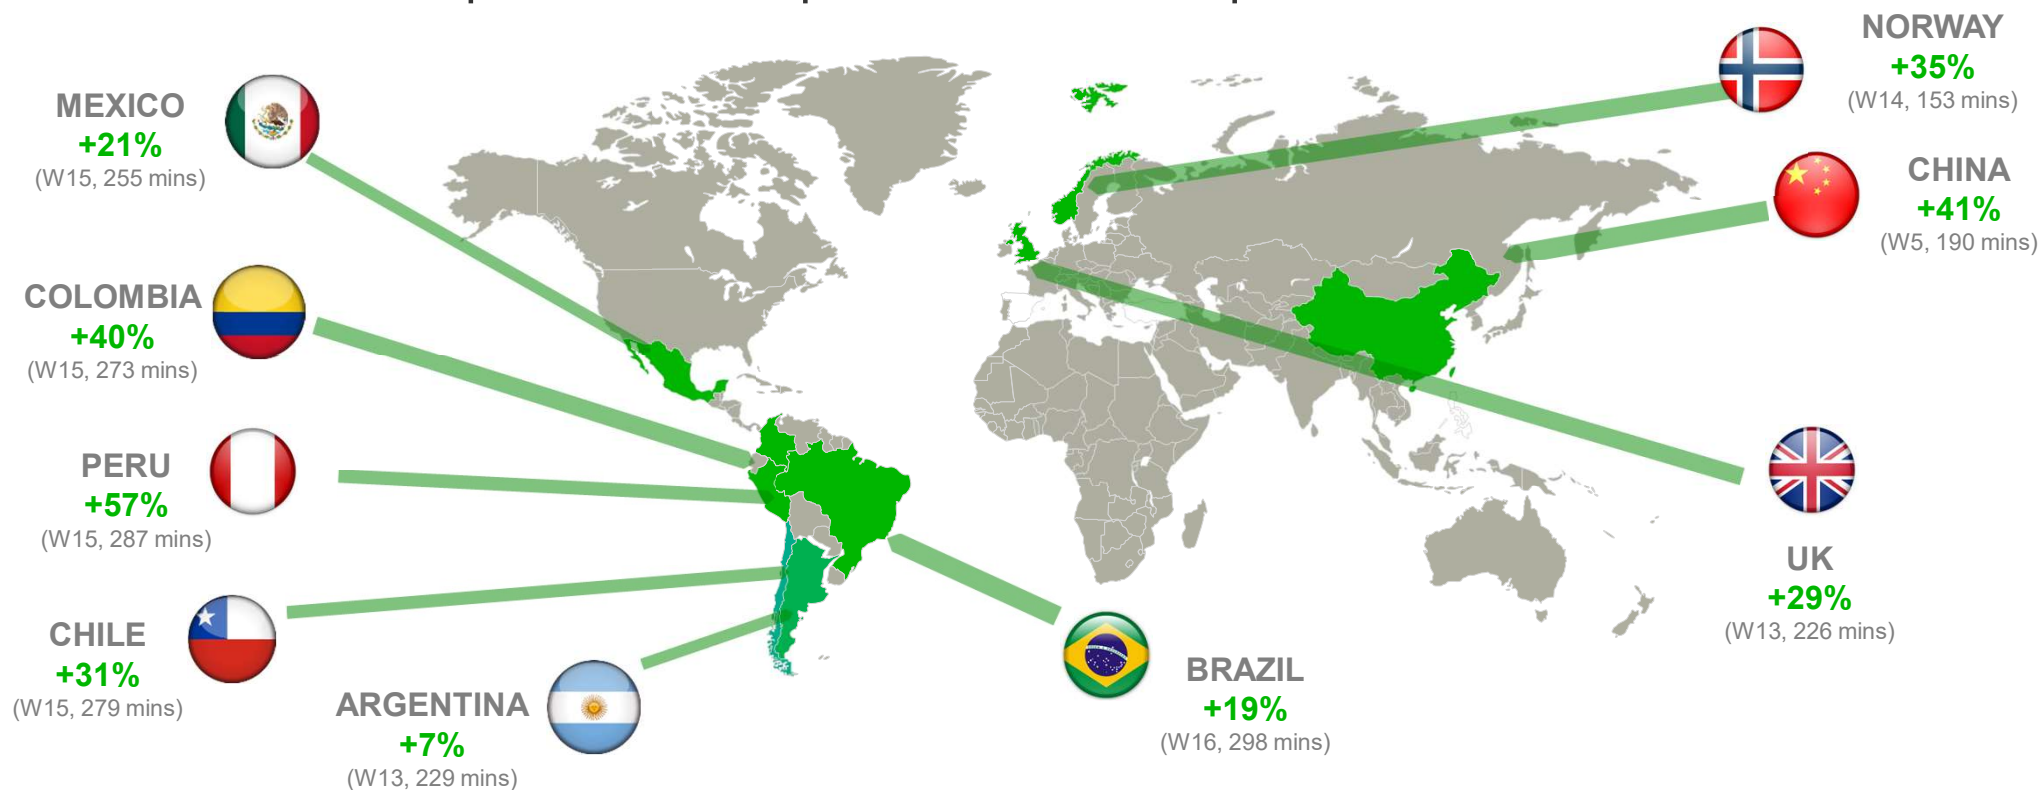 NORWAY
+35%
(W14, 153 mins)
MEXICO
+21%
(W15, 255 mins)
CHINA
+41%
(W5, 190 mins)
COLOMBIA
+40%
(W15, 273 mins)
PERU
+57%
(W15, 287 mins)
UK
+29%
(W13, 226 mins)
CHILE
+31%
(W15, 279 mins)
ARGENTINA
+7%
(W13, 229 mins)
BRAZIL
+19%
(W16, 298 mins)